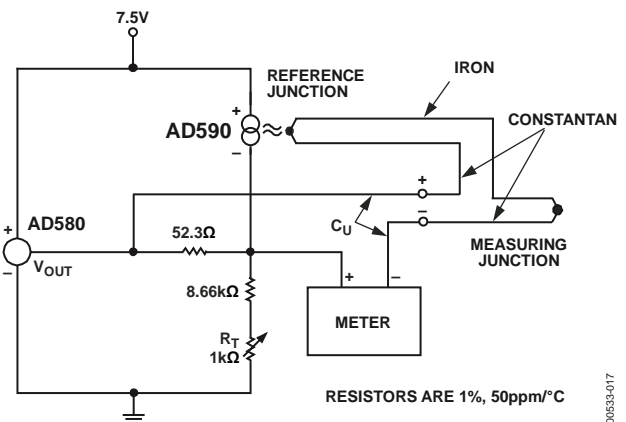 7.5V
REFERENCE
JUNCTION
IRON
CONSTANTAN
+
AD590
–
+
–
CU
MEASURING
JUNCTION
+
AD580
–
VOUT
52.3Ω
8.66kΩ
RT
1kΩ
+
–
METER
RESISTORS ARE 1%, 50ppm/°C
00533-017